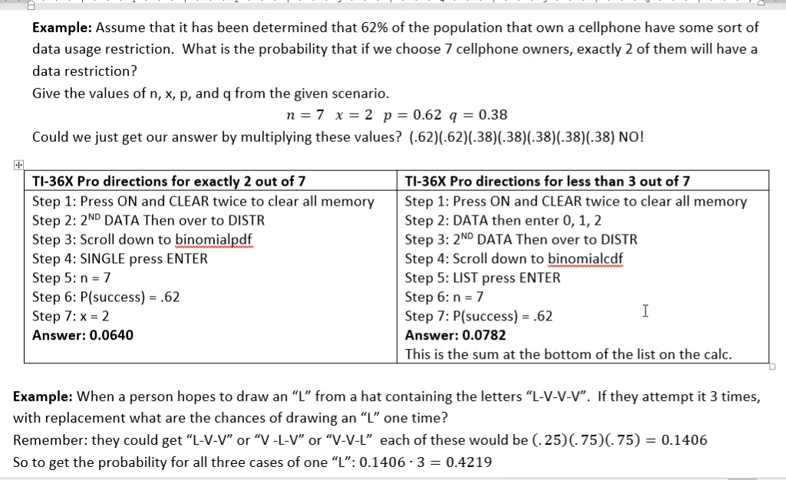 Example: Assume that it has been determined that 62% of the population that own a cellphone have some sort of
data usage restriction. What is the probability that if we choose 7 cellphone owners, exactly 2 of them will have a
data restriction?
Give the values of n, x, p, and q from the given scenario.
n = 7 x = 2 p = 0.62 q = 0.38
Could we just get our answer by multiplying these values? (.62)(.62)(.38)(.38)(.38)(.38)(.38) NO!
TI-36X Pro directions for exactly 2 out of 7
Step 1: Press ON and CLEAR twice to clear all memory
Step 2: 2ND DATA Then over to DISTR
Step 3: Scroll down to binomialpdf
Step 4: SINGLE press ENTER
Step 5: n = 7
Step 6: P(success) = .62
Step 7: x = 2
Answer: 0.0640
TI-36X Pro directions for less than 3 out of 7
Step 1: Press ON and CLEAR twice to clear all memory
Step 2: DATA then enter 0, 1, 2
Step 3: 2ND DATA Then over to DISTR
Step 4: Scroll down to binomialcdf
Step 5: LIST press ENTER
Step 6: n = 7
Step 7: P(success) = .62
Answer: 0.0782
This is the sum at the bottom of the list on the calc.
Example: When a person hopes to draw an “L” from a hat containing the letters “L-V-V-V”. If they attempt it 3 times,
with replacement what are the chances of drawing an “L” one time?
Remember: they could get “L-V-V” or “V -L-V” or “V-V-L” each of these would be (.25)(.75)(.75) = 0.1406
So to get the probability for all three cases of one “L”: 0.1406 · 3 = 0.4219